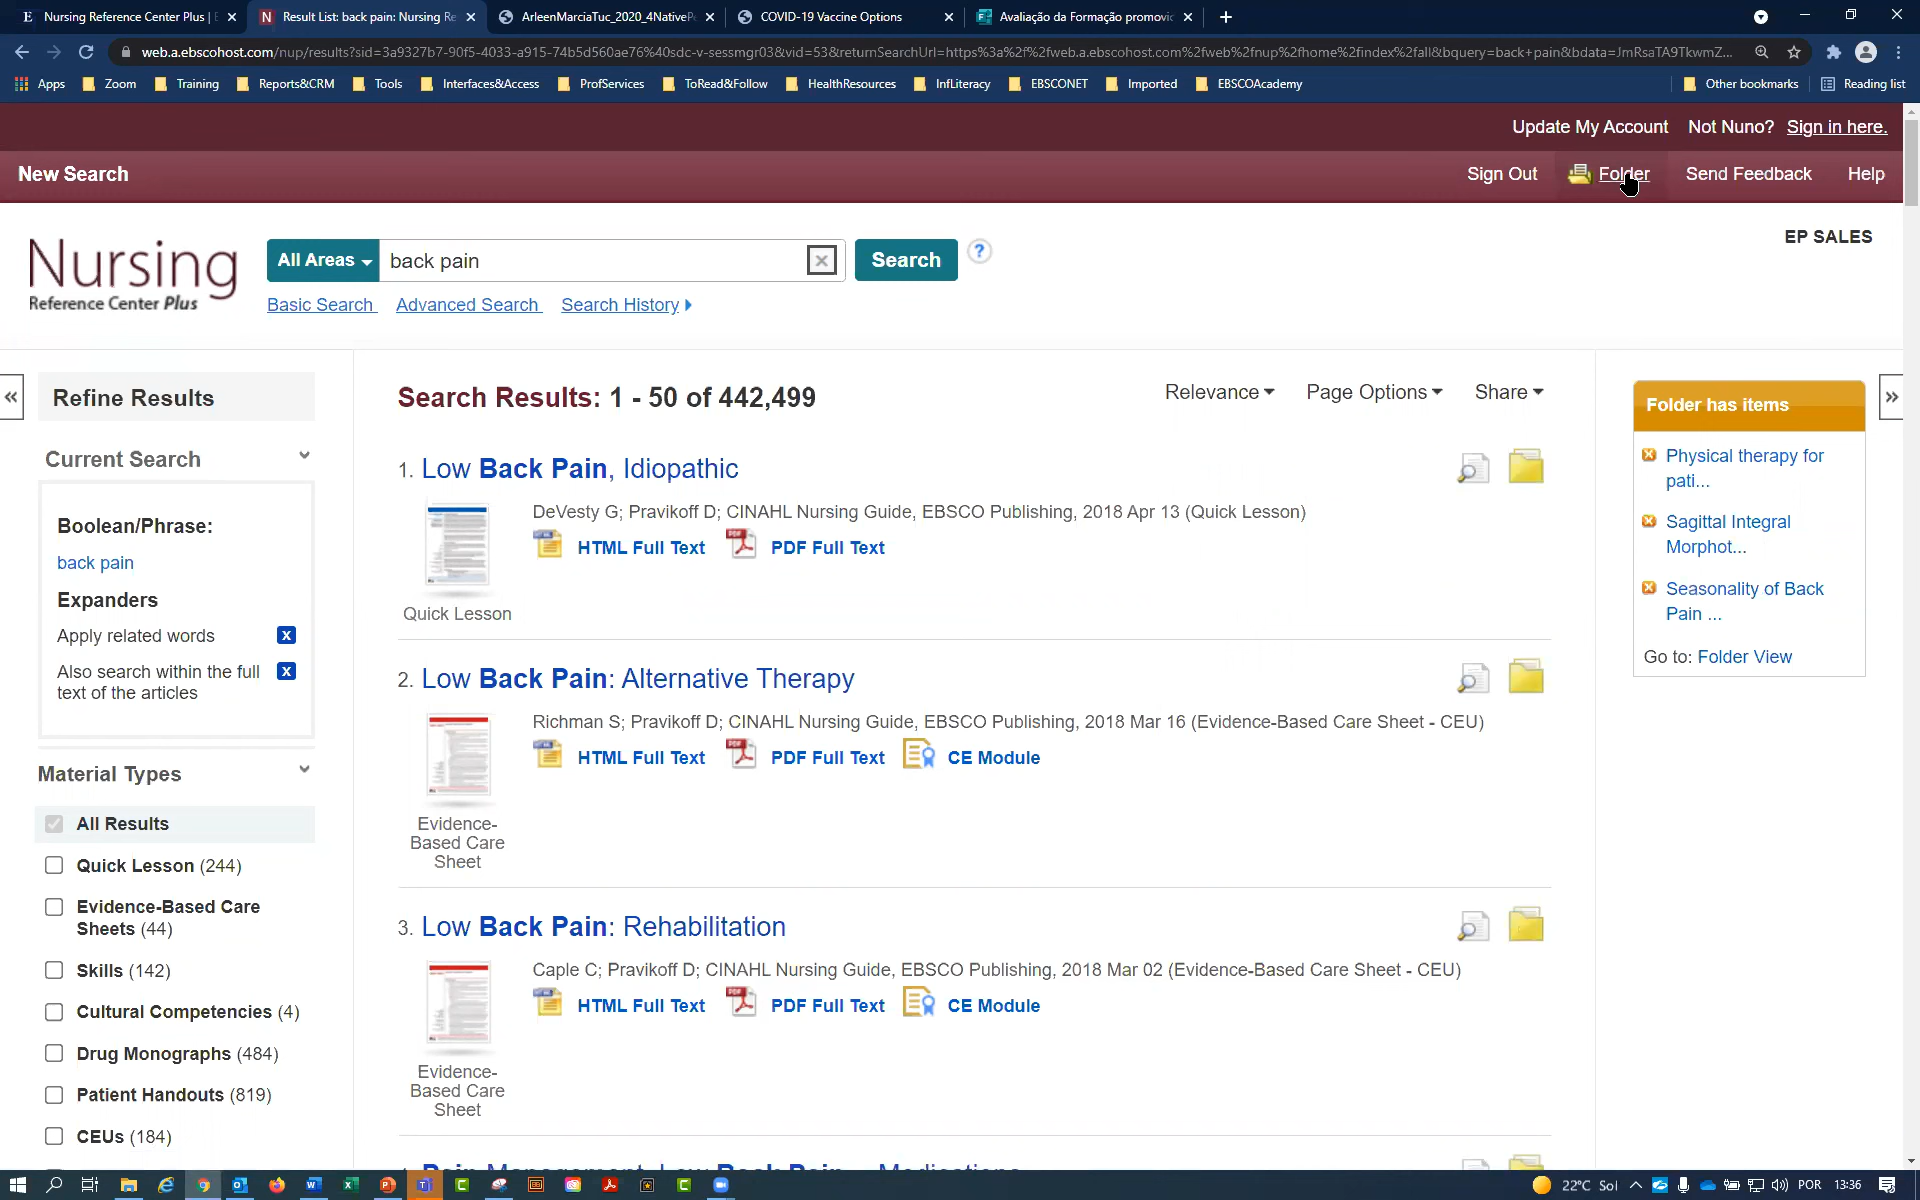 Nursing Reference Center Plus | E
Result List: back pain: Nursing Re
ArleenMarciaTuc_2020_4NativeP
COVID-19 Vaccine Options
Avaliação da Formação promovid
web.a.ebscohost.com/nup/results?sid=3a9327b7-90f5-4033-a915-74b5d560ae76%40sdc-v-sessmgr03&vid=53&returnSearchUrl=https%3a%2f%2fweb.a.ebscohost.com%2fweb%2fnup%2fhome%2findex%2fall&bquery=back+pain&bdata=JmRsaTA9TkwmZ...
Apps Zoom Training Reports&CRM Tools Interfaces&Access ProfServices ToRead&Follow HealthResources InfLiteracy EBSCONET Imported EBSCOAcademy Other bookmarks Reading list
Update My Account Not Nuno? Sign in here.
New Search Sign Out Folder Send Feedback Help
Nursing
Reference Center Plus
All Areas back pain Search ?
EP SALES
Basic Search Advanced Search Search History
Refine Results
Current Search
Boolean/Phrase:
back pain
Expanders
Apply related words
Also search within the full
text of the articles
Material Types
All Results
Quick Lesson (244)
Evidence-Based Care
Sheets (44)
Skills (142)
Cultural Competencies (4)
Drug Monographs (484)
Patient Handouts (819)
CEUs (184)
Search Results: 1 - 50 of 442,499
Relevance Page Options Share
1. Low Back Pain, Idiopathic
DeVesty G; Pravikoff D; CINAHL Nursing Guide, EBSCO Publishing, 2018 Apr 13 (Quick Lesson)
HTML Full Text PDF Full Text
Quick Lesson
2. Low Back Pain: Alternative Therapy
Richman S; Pravikoff D; CINAHL Nursing Guide, EBSCO Publishing, 2018 Mar 16 (Evidence-Based Care Sheet - CEU)
HTML Full Text PDF Full Text CE Module
Evidence-
Based Care
Sheet
3. Low Back Pain: Rehabilitation
Caple C; Pravikoff D; CINAHL Nursing Guide, EBSCO Publishing, 2018 Mar 02 (Evidence-Based Care Sheet - CEU)
HTML Full Text PDF Full Text CE Module
Evidence-
Based Care
Sheet
Pain Management: Low Back Pain -- Medications
Folder has items
Physical therapy for
pati...
Sagittal Integral
Morphot...
Seasonality of Back
Pain ...
Go to: Folder View
22°C Sol POR 13:36